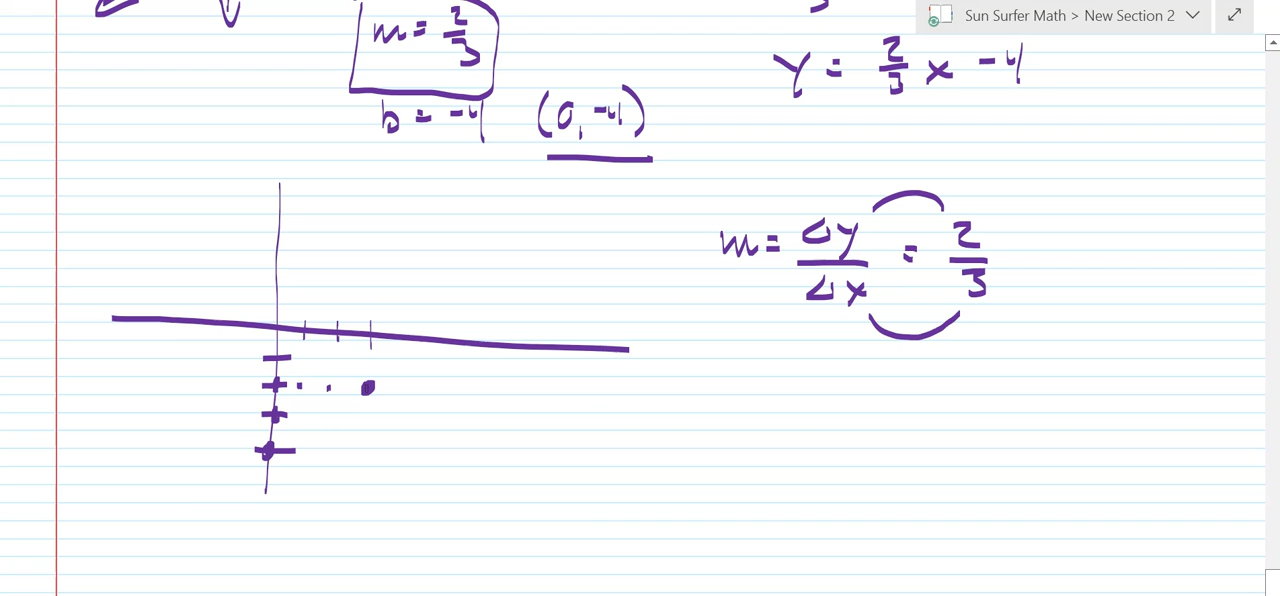 Sun Surfer Math > New Section 2
m = 2/3
y = 2/3 x -4
b = -4 (0, -4)
m = Δy/Δx = 2/3